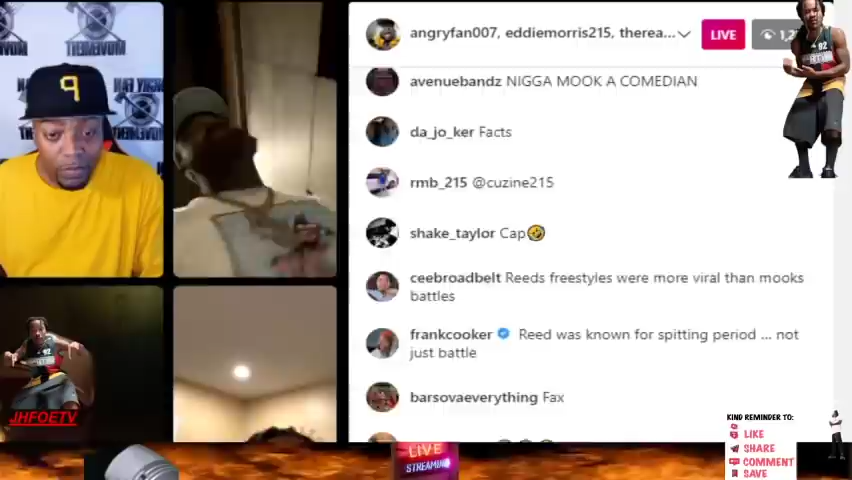 angryfan007, eddiemorris215, therea...
LIVE
avenuebandz NIGGA MOOK A COMEDIAN
da_jo_ker Facts
rmb_215 @cuzine215
shake_taylor Cap🤣
ceebroadbelt Reeds freestyles were more viral than mooks
battles
frankcooker Reed was known for spitting period ... not
just battle
barsovaeverything Fax
JHFOETV
LIVE
STREAMING
KIND REMINDER TO:
LIKE
SHARE
COMMENT
SAVE